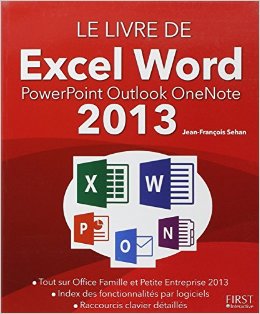 LE LIVRE DE
Excel Word
PowerPoint Outlook OneNote
2013
Jean-François Sehan
X
W
P
O
N
• Tout sur Office Famille et Petite Entreprise 2013
• Index des fonctionnalités par logiciels
• Raccourcis clavier détaillés
FIRST
Interactive